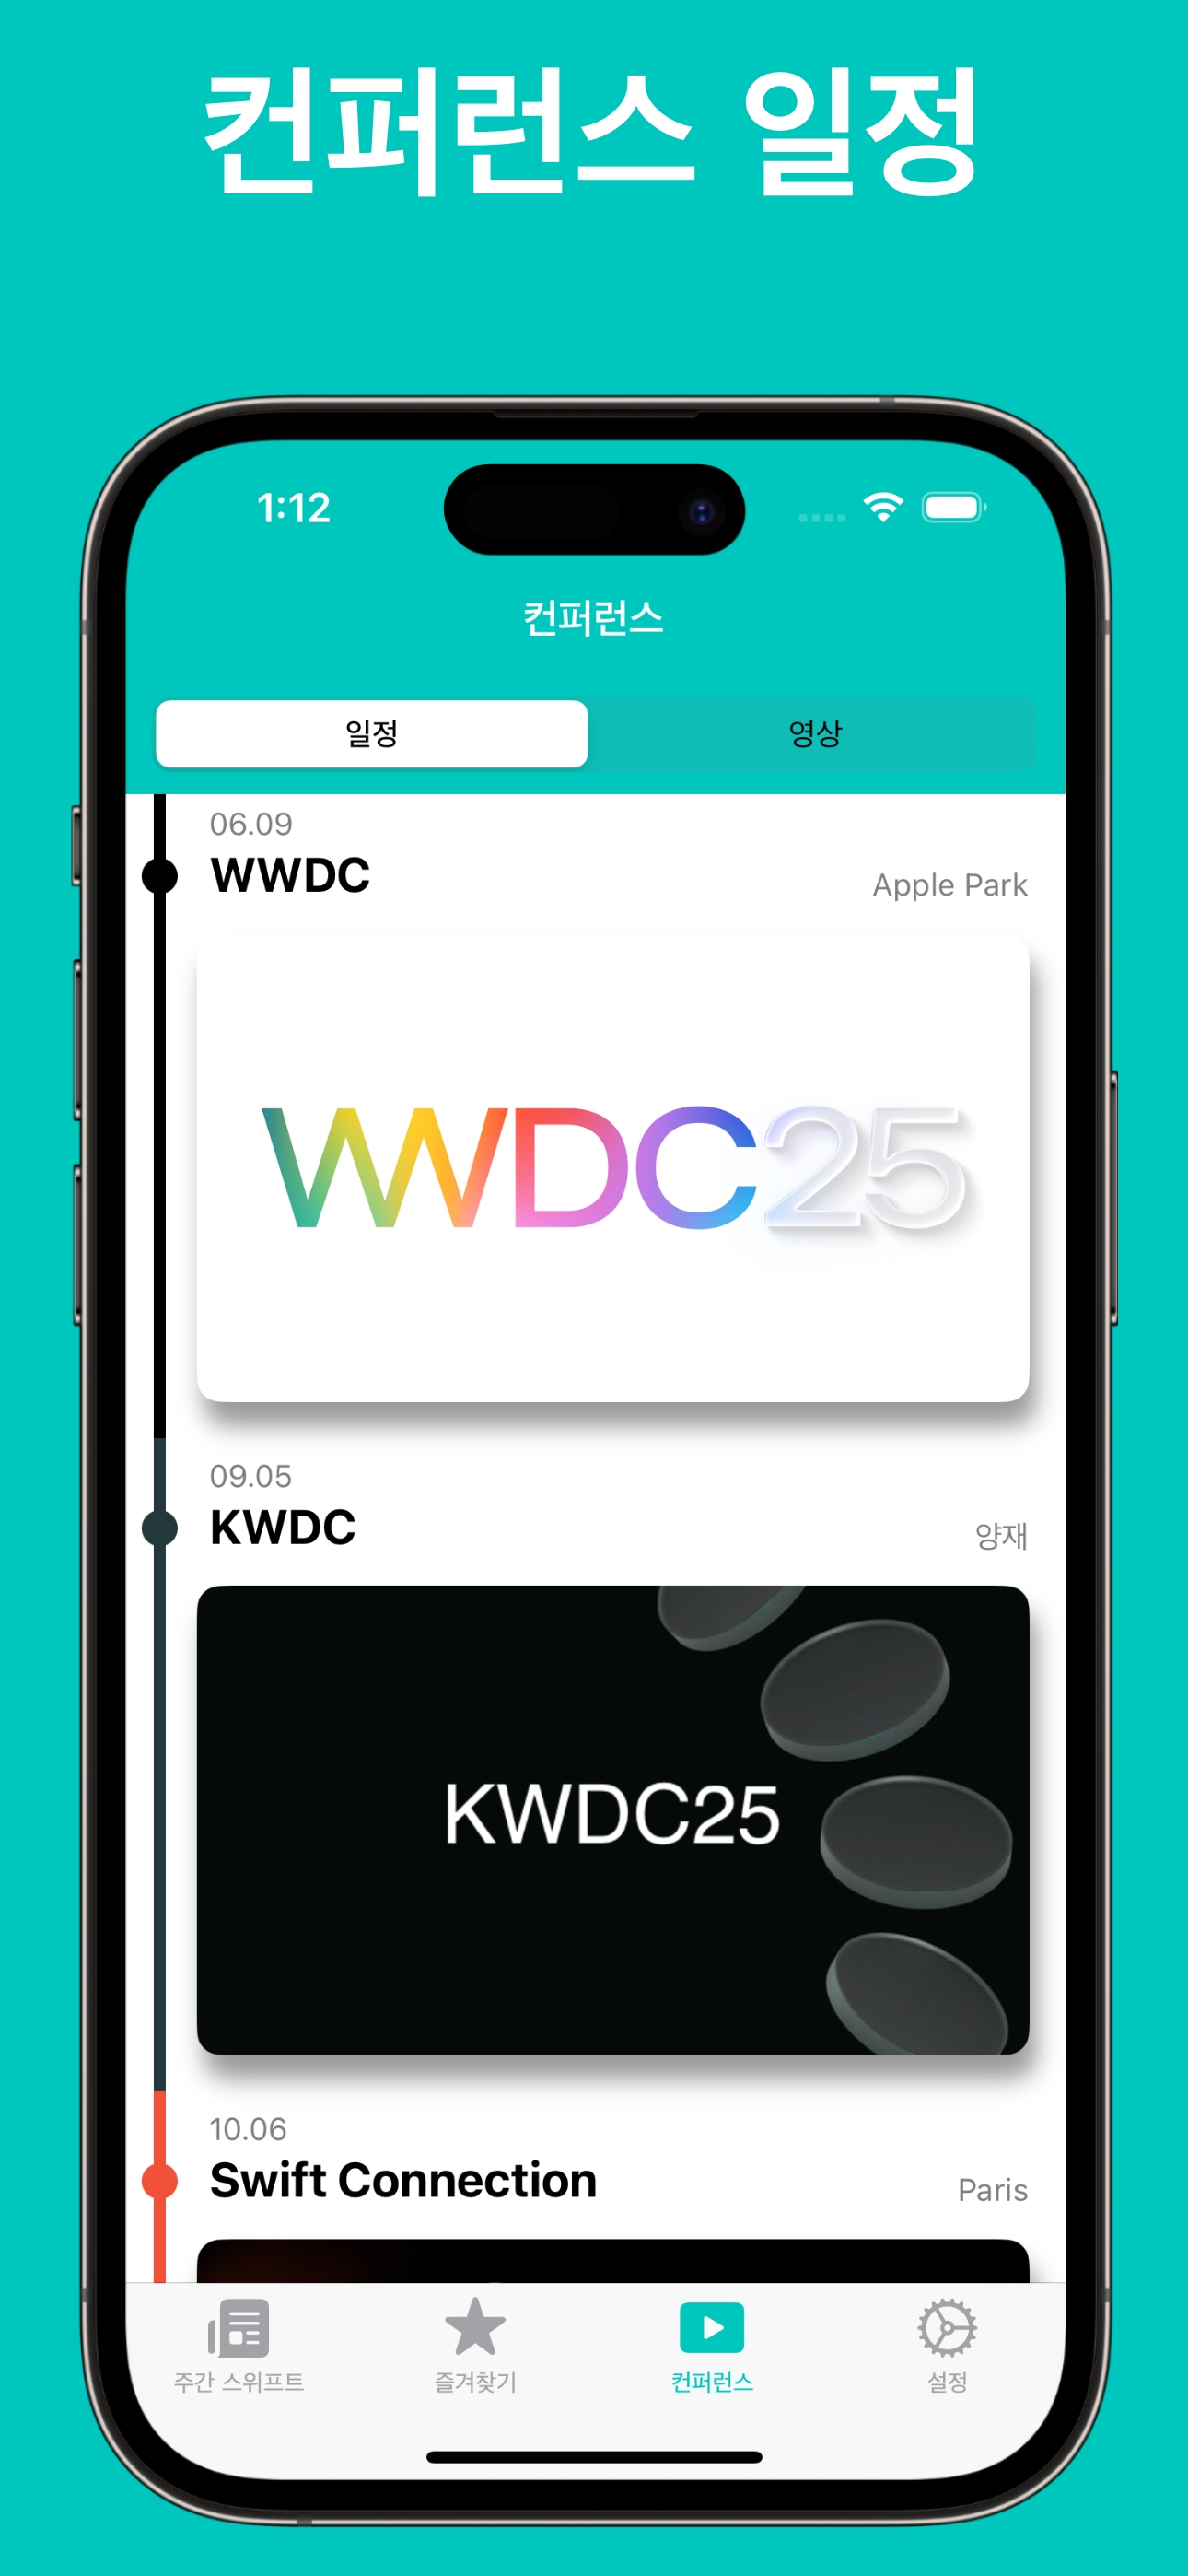 컨퍼런스 일정
1:12
컨퍼런스
일정
영상
06.09
WWDC
Apple Park
WWDC25
09.05
KWDC
양재
KWDC25
10.06
Swift Connection
Paris
주간 스위프트
즐겨찾기
컨퍼런스
설정